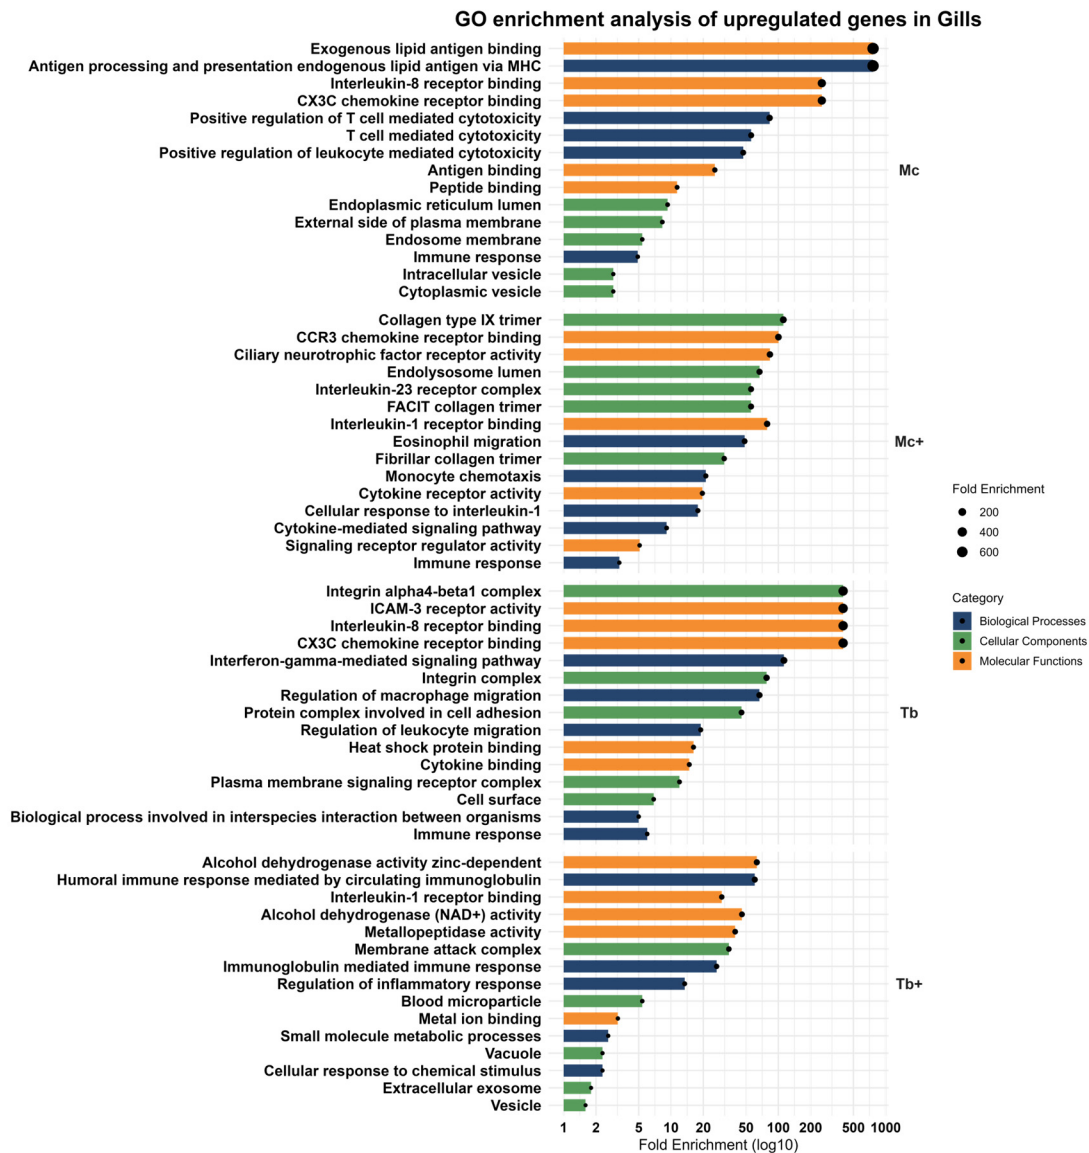 GO enrichment analysis of upregulated genes in Gills
Exogenous lipid antigen binding
Antigen processing and presentation endogenous lipid antigen via MHC
Interleukin-8 receptor binding
CX3C chemokine receptor binding
Positive regulation of T cell mediated cytotoxicity
T cell mediated cytotoxicity
Positive regulation of leukocyte mediated cytotoxicity
Antigen binding
Peptide binding
Endoplasmic reticulum lumen
External side of plasma membrane
Endosome membrane
Immune response
Intracellular vesicle
Cytoplasmic vesicle
Mc
Collagen type IX trimer
CCR3 chemokine receptor binding
Ciliary neurotrophic factor receptor activity
Endolysosome lumen
Interleukin-23 receptor complex
FACIT collagen trimer
Interleukin-1 receptor binding
Eosinophil migration
Fibrillar collagen trimer
Monocyte chemotaxis
Cytokine receptor activity
Cellular response to interleukin-1
Cytokine-mediated signaling pathway
Signaling receptor regulator activity
Immune response
Mc+
Integrin alpha4-beta1 complex
ICAM-3 receptor activity
Interleukin-8 receptor binding
CX3C chemokine receptor binding
Interferon-gamma-mediated signaling pathway
Integrin complex
Regulation of macrophage migration
Protein complex involved in cell adhesion
Regulation of leukocyte migration
Heat shock protein binding
Cytokine binding
Plasma membrane signaling receptor complex
Cell surface
Biological process involved in interspecies interaction between organisms
Immune response
Tb
Alcohol dehydrogenase activity zinc-dependent
Humoral immune response mediated by circulating immunoglobulin
Interleukin-1 receptor binding
Alcohol dehydrogenase (NAD+) activity
Metallopeptidase activity
Membrane attack complex
Immunoglobulin mediated immune response
Regulation of inflammatory response
Blood microparticle
Metal ion binding
Small molecule metabolic processes
Vacuole
Cellular response to chemical stimulus
Extracellular exosome
Vesicle
Tb+
1 2 5 10 20 50 100 200 500 1000
Fold Enrichment (log10)
Fold Enrichment
200
400
600
Category
Biological Processes
Cellular Components
Molecular Functions